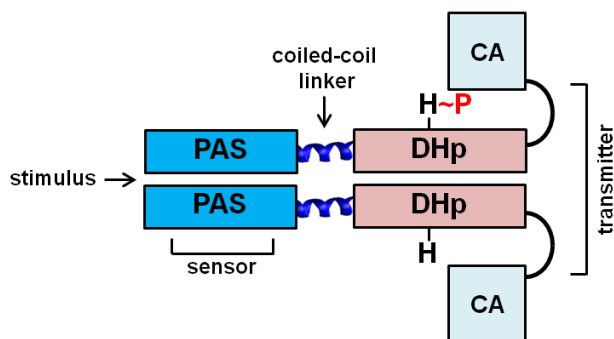 CA
coiled-coil
linker
H~P
PAS
DHp
stimulus
PAS
DHp
sensor
H
CA
transmitter